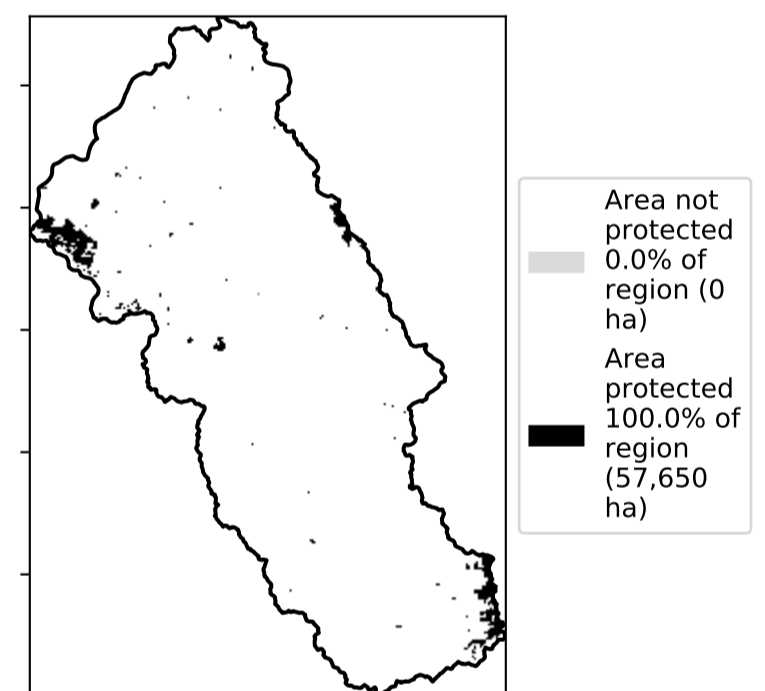 Area not
protected
0.0% of
region (0
ha)
Area
protected
100.0% of
region
(57,650
ha)